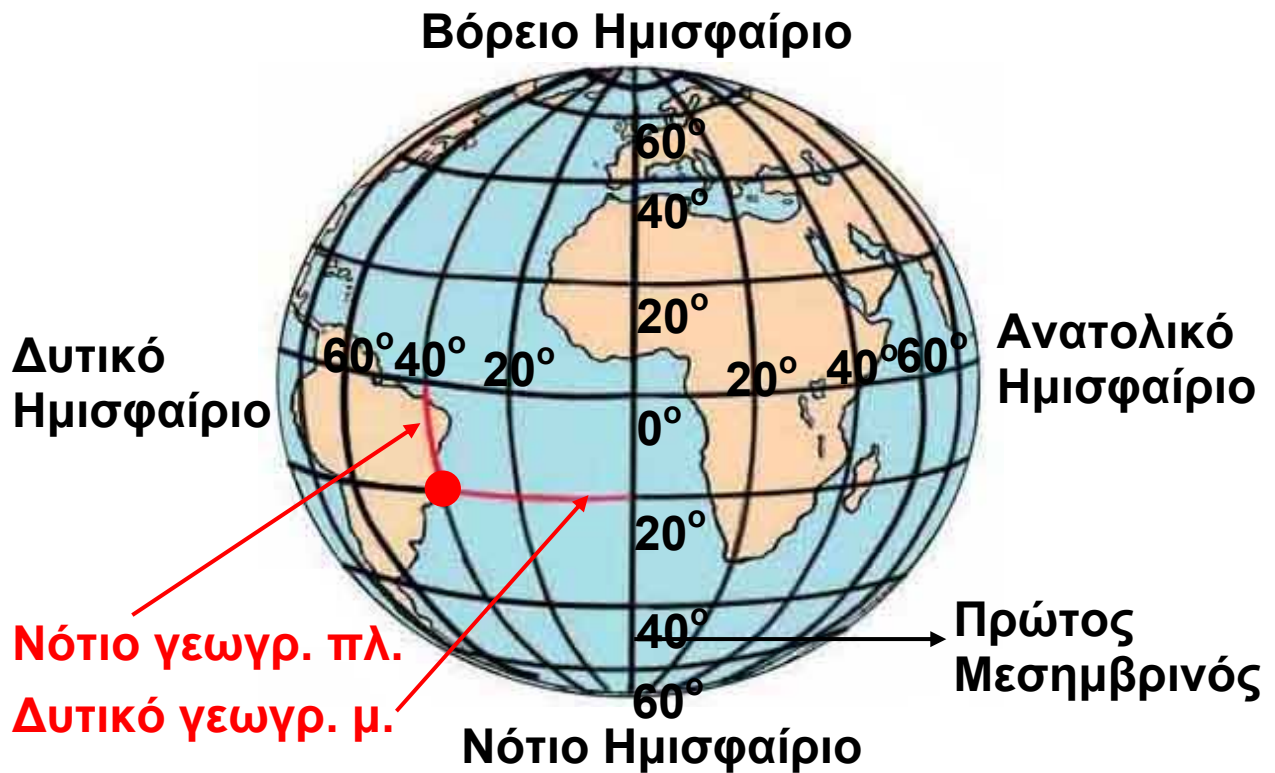 Βόρειο Ημισφαίριο
60°
40°
20°
Δυτικό
Ημισφαίριο
60° 40° 20°
20° 40° 60°
Ανατολικό
Ημισφαίριο
0°
20°
40°
60°
Πρώτος
Μεσημβρινός
Νότιο γεωγρ. πλ.
Δυτικό γεωγρ. μ.
Νότιο Ημισφαίριο